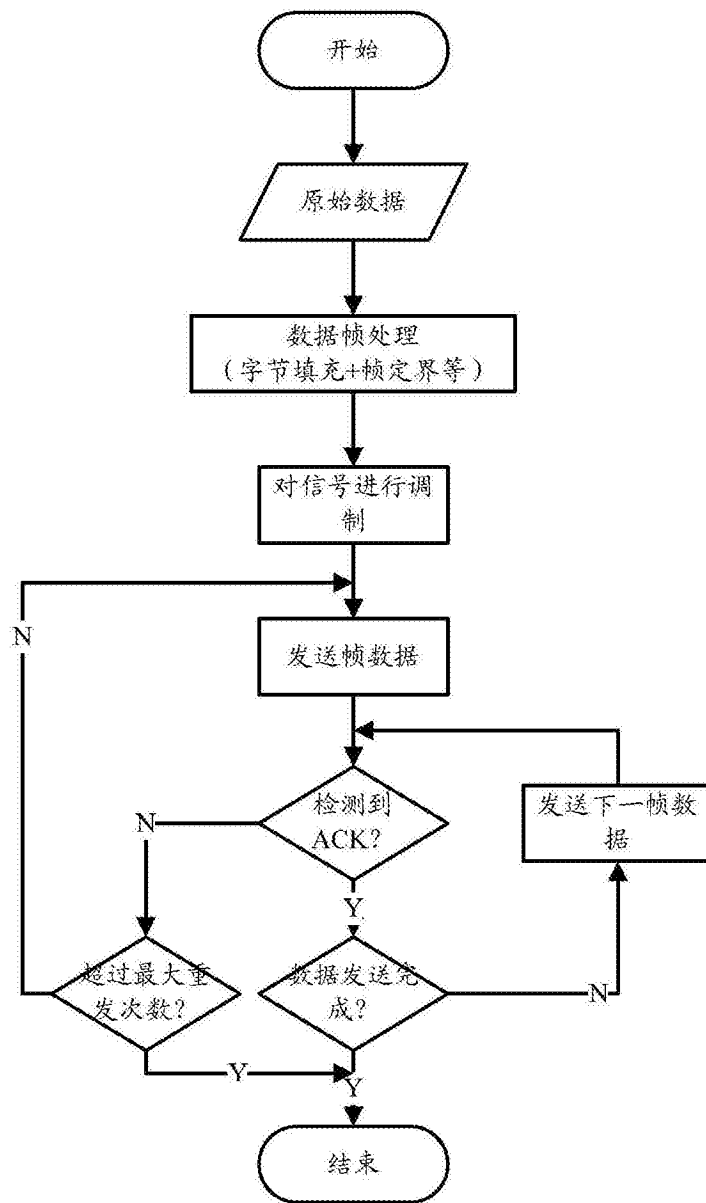 开始
原始数据
数据帧处理
（字节填充+帧定界等）
对信号进行调
制
N
发送帧数据
检测到
ACK?
N
发送下一帧数
据
Y
超过最大重
发次数?
数据发送完
成?
N
Y
Y
结束